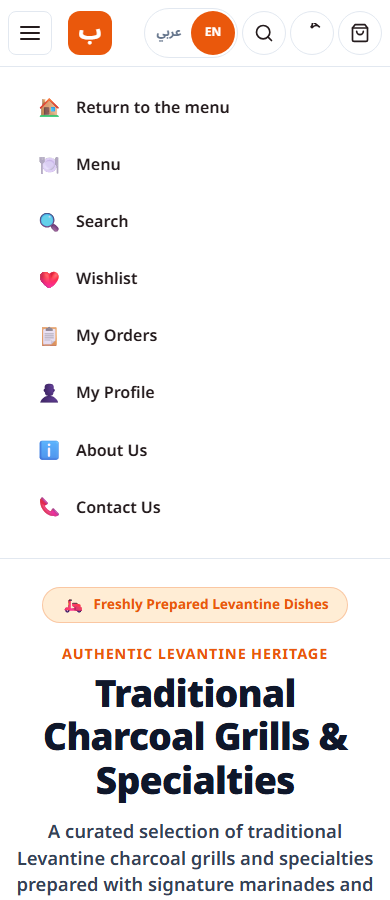 ب
عربي
EN
Return to the menu
Menu
Search
Wishlist
My Orders
My Profile
About Us
Contact Us
Freshly Prepared Levantine Dishes
AUTHENTIC LEVANTINE HERITAGE
Traditional
Charcoal Grills &
Specialties
A curated selection of traditional
Levantine charcoal grills and specialties
prepared with signature marinades and